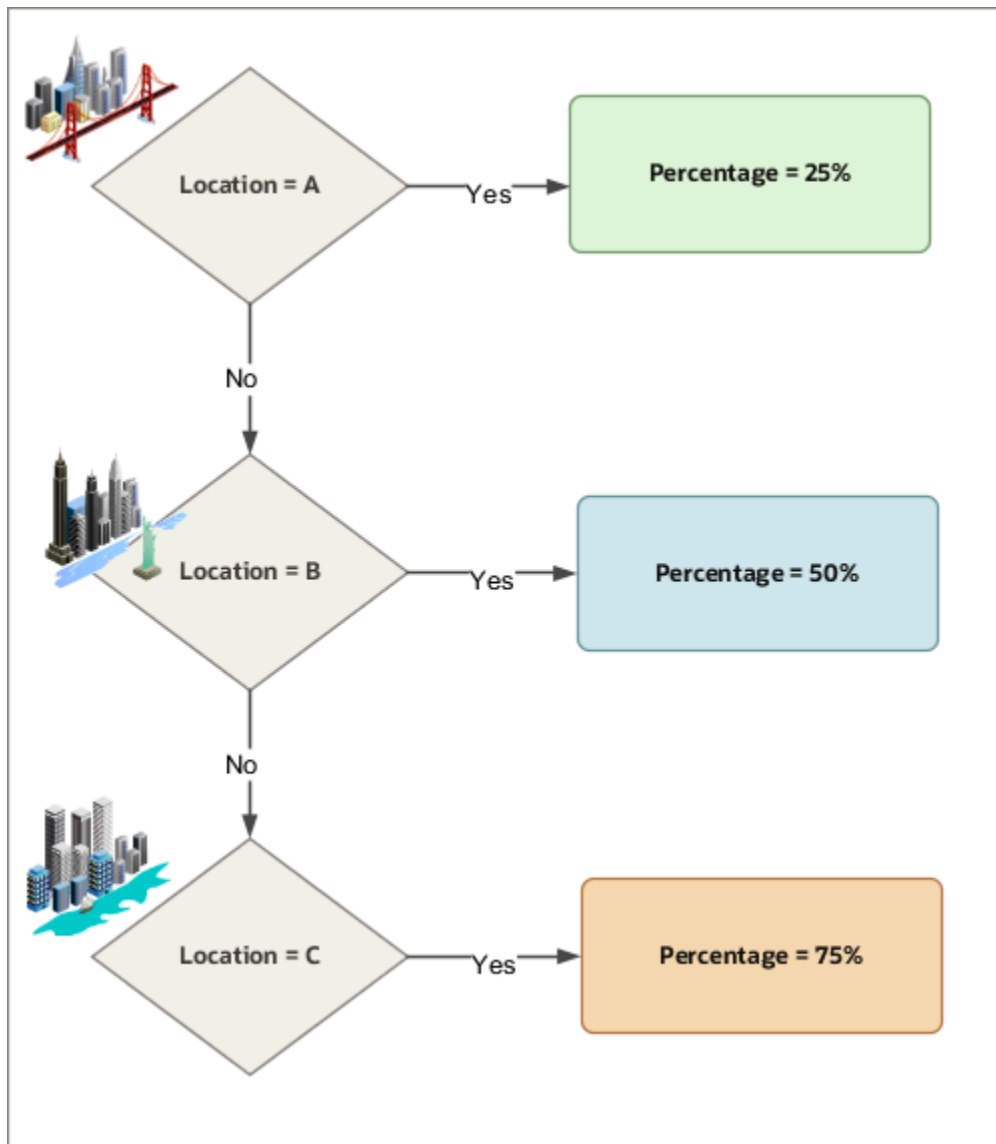 Location = A
Yes
Percentage = 25%
No
Location = B
Yes
Percentage = 50%
No
Location = C
Yes
Percentage = 75%